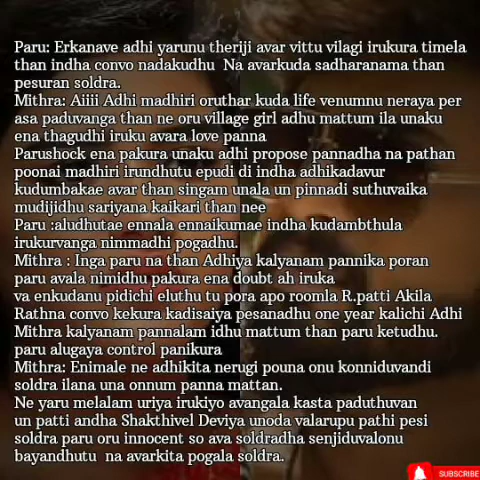 Paru: Erkanave adhi yarunu theriji avar vittu vilagi irukura timela
than indha convo nadakudhu  Na avarkuda sadharanama than
pesuran soldra.
Mithra: Aiiii Adhi madhiri oruthar kuda life venumnu neraya per
asa paduvanga than ne oru village girl adhu mattum ila unaku
ena thagudhi iruku avara love panna
Parushock ena pakura unaku adhi propose pannadha na pathan
poonai madhiri irundhutu epudi di indha adhikadavur
kudumbakae avar than singam unala un pinnadi suthuvaika
mudijidhu sariyana kaikari than nee
Paru :aludhutae ennala ennaikumae indha kudambthula
irukurvanga nimmadhi pogadhu.
Mithra : Inga paru na than Adhiya kalyanam pannika poran
paru avala nimidhu pakura ena doubt ah iruka
va enkudanu pidichi eluthu tu pora apo roomla R.patti Akila
Rathna convo kekura kadisaiya pesanadhu one year kalichi Adhi
Mithra kalyanam pannalam idhu mattum than paru ketudhu.
paru alugaya control panikura
Mithra: Enimale ne adhikita nerugi pouna onu konniduvandi
soldra ilana una onnum panna mattan.
Ne yaru melalam uriya irukiyo avangala kasta paduthuvan
un patti andha Shakthivel Deviya unoda valarupu pathi pesi
soldra paru oru innocent so ava soldradha senjiduvalonu
bayandhutu  na avarkita pogala soldra.
SUBSCRIBE